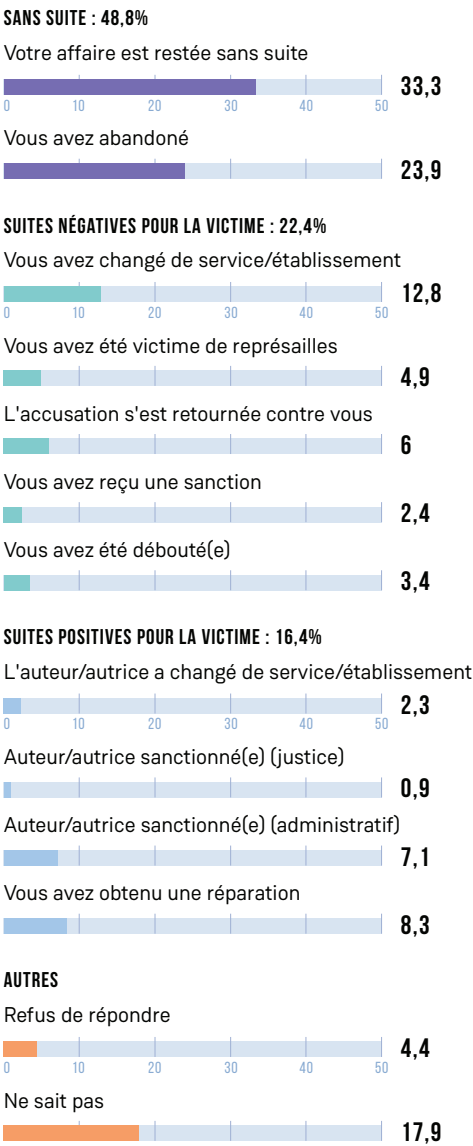 SANS SUITE : 48,8%
Votre affaire est restée sans suite
33,3
0 10 20 30 40 50
Vous avez abandoné
23,9
SUITES NÉGATIVES POUR LA VICTIME : 22,4%
Vous avez changé de service/établissement
12,8
0 10 20 30 40 50
Vous avez été victime de représailles
4,9
L'accusation s'est retournée contre vous
6
Vous avez reçu une sanction
2,4
Vous avez été débouté(e)
3,4
SUITES POSITIVES POUR LA VICTIME : 16,4%
L'auteur/autrice a changé de service/établissement
2,3
0 10 20 30 40 50
Auteur/autrice sanctionné(e) (justice)
0,9
Auteur/autrice sanctionné(e) (administratif)
7,1
Vous avez obtenu une réparation
8,3
AUTRES
Refus de répondre
4,4
0 10 20 30 40 50
Ne sait pas
17,9